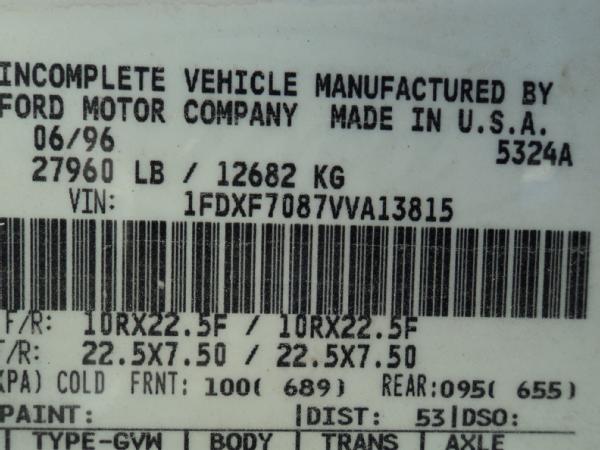 INCOMPLETE VEHICLE MANUFACTURED BY
FORD MOTOR COMPANY MADE IN U.S.A.
06/96 5324A
27960 LB / 12682 KG
VIN: 1FDXF7087VVA13815
F/R: 10RX22.5F / 10RX22.5F
/R: 22.5X7.50 / 22.5X7.50
KPA) COLD FRNT: 100( 689) REAR:095( 655)
PAINT: |DIST: 53|DSO:
| TYPE-GVW | BODY | TRANS | AXLE